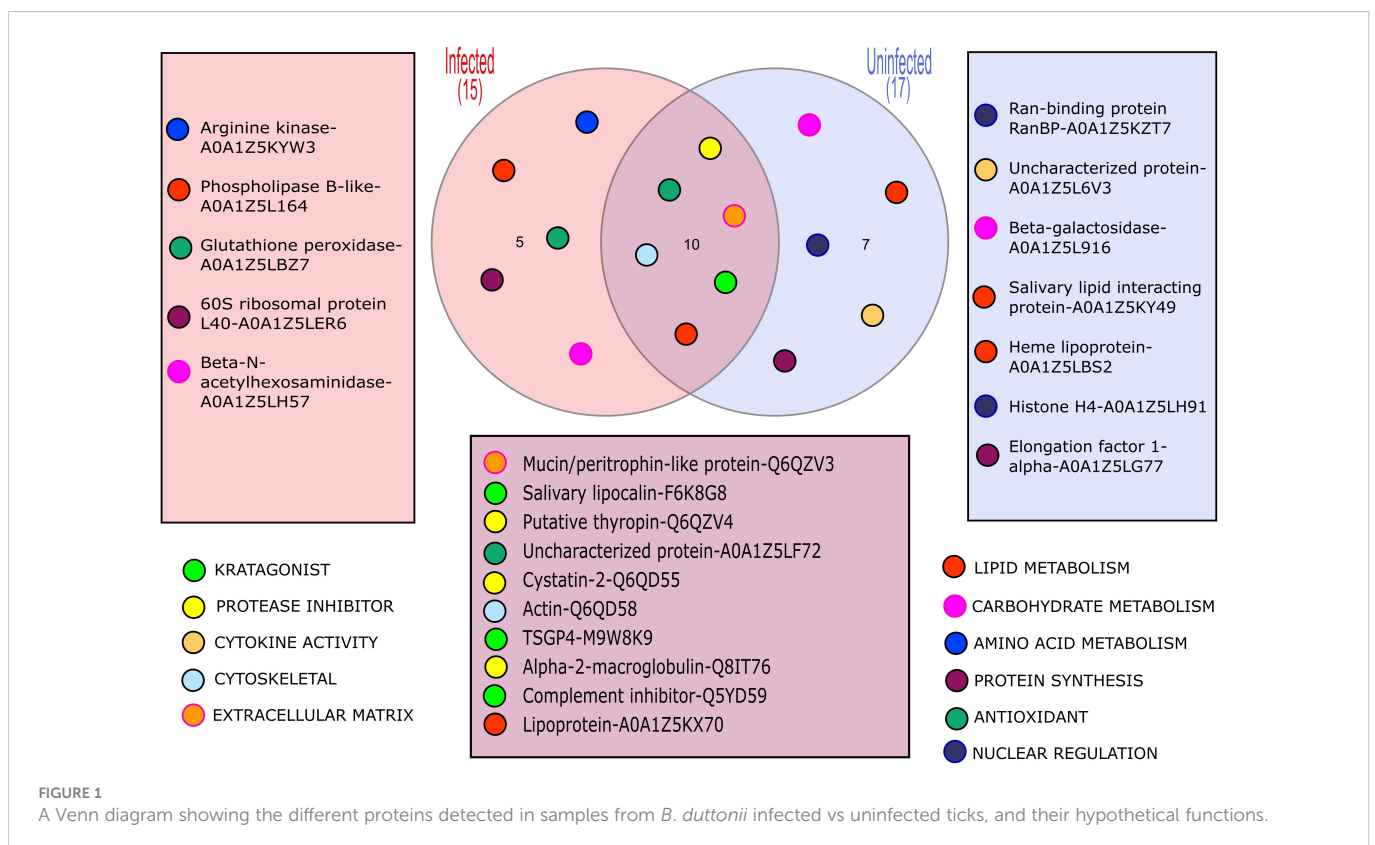 Infected
(15)
Uninfected
(17)
Arginine kinase-
A0A1Z5KYW3
Phospholipase B-like-
A0A1Z5L164
Glutathione peroxidase-
A0A1Z5LBZ7
60S ribosomal protein
L40-A0A1Z5LER6
Beta-N-
acetylhexosaminidase-
A0A1Z5LH57
5
10
7
Ran-binding protein
RanBP-A0A1Z5KZT7
Uncharacterized protein-
A0A1Z5L6V3
Beta-galactosidase-
A0A1Z5L916
Salivary lipid interacting
protein-A0A1Z5KY49
Heme lipoprotein-
A0A1Z5LBS2
Histone H4-A0A1Z5LH91
Elongation factor 1-
alpha-A0A1Z5LG77
Mucin/peritrophin-like protein-Q6QZV3
Salivary lipocalin-F6K8G8
Putative thyropin-Q6QZV4
Uncharacterized protein-A0A1Z5LF72
Cystatin-2-Q6QD55
Actin-Q6QD58
TSGP4-M9W8K9
Alpha-2-macroglobulin-Q8IT76
Complement inhibitor-Q5YD59
Lipoprotein-A0A1Z5KX70
KRATAGONIST
PROTEASE INHIBITOR
CYTOKINE ACTIVITY
CYTOSKELETAL
EXTRACELLULAR MATRIX
LIPID METABOLISM
CARBOHYDRATE METABOLISM
AMINO ACID METABOLISM
PROTEIN SYNTHESIS
ANTIOXIDANT
NUCLEAR REGULATION
FIGURE 1
A Venn diagram showing the different proteins detected in samples from B. duttonii infected vs uninfected ticks, and their hypothetical functions.